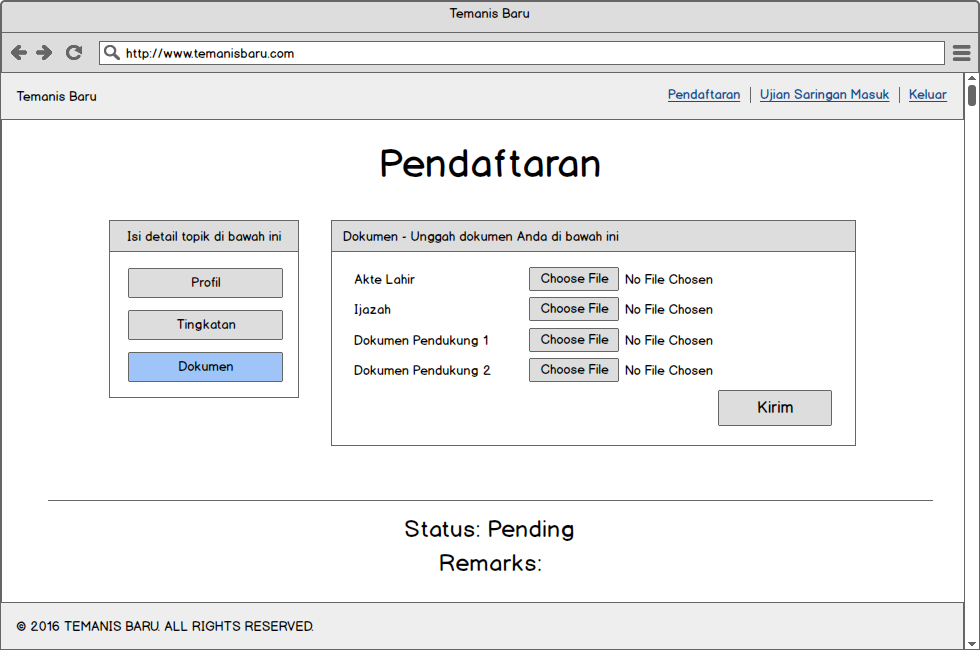 Temanis Baru
http://www.temanisbaru.com
Temanis Baru
Pendaftaran
Ujian Saringan Masuk
Keluar
Pendaftaran
Isi detail topik di bawah ini
Profil
Tingkatan
Dokumen
Dokumen - Unggah dokumen Anda di bawah ini
Akte Lahir Choose File No File Chosen
Ijazah Choose File No File Chosen
Dokumen Pendukung 1 Choose File No File Chosen
Dokumen Pendukung 2 Choose File No File Chosen
Kirim
Status: Pending
Remarks:
© 2016 TEMANIS BARU. ALL RIGHTS RESERVED.